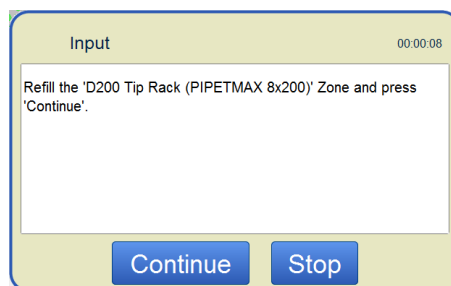 Input
00:00:08
Refill the 'D200 Tip Rack (PIPETMAX 8x200)' Zone and press
'Continue'.
Continue
Stop